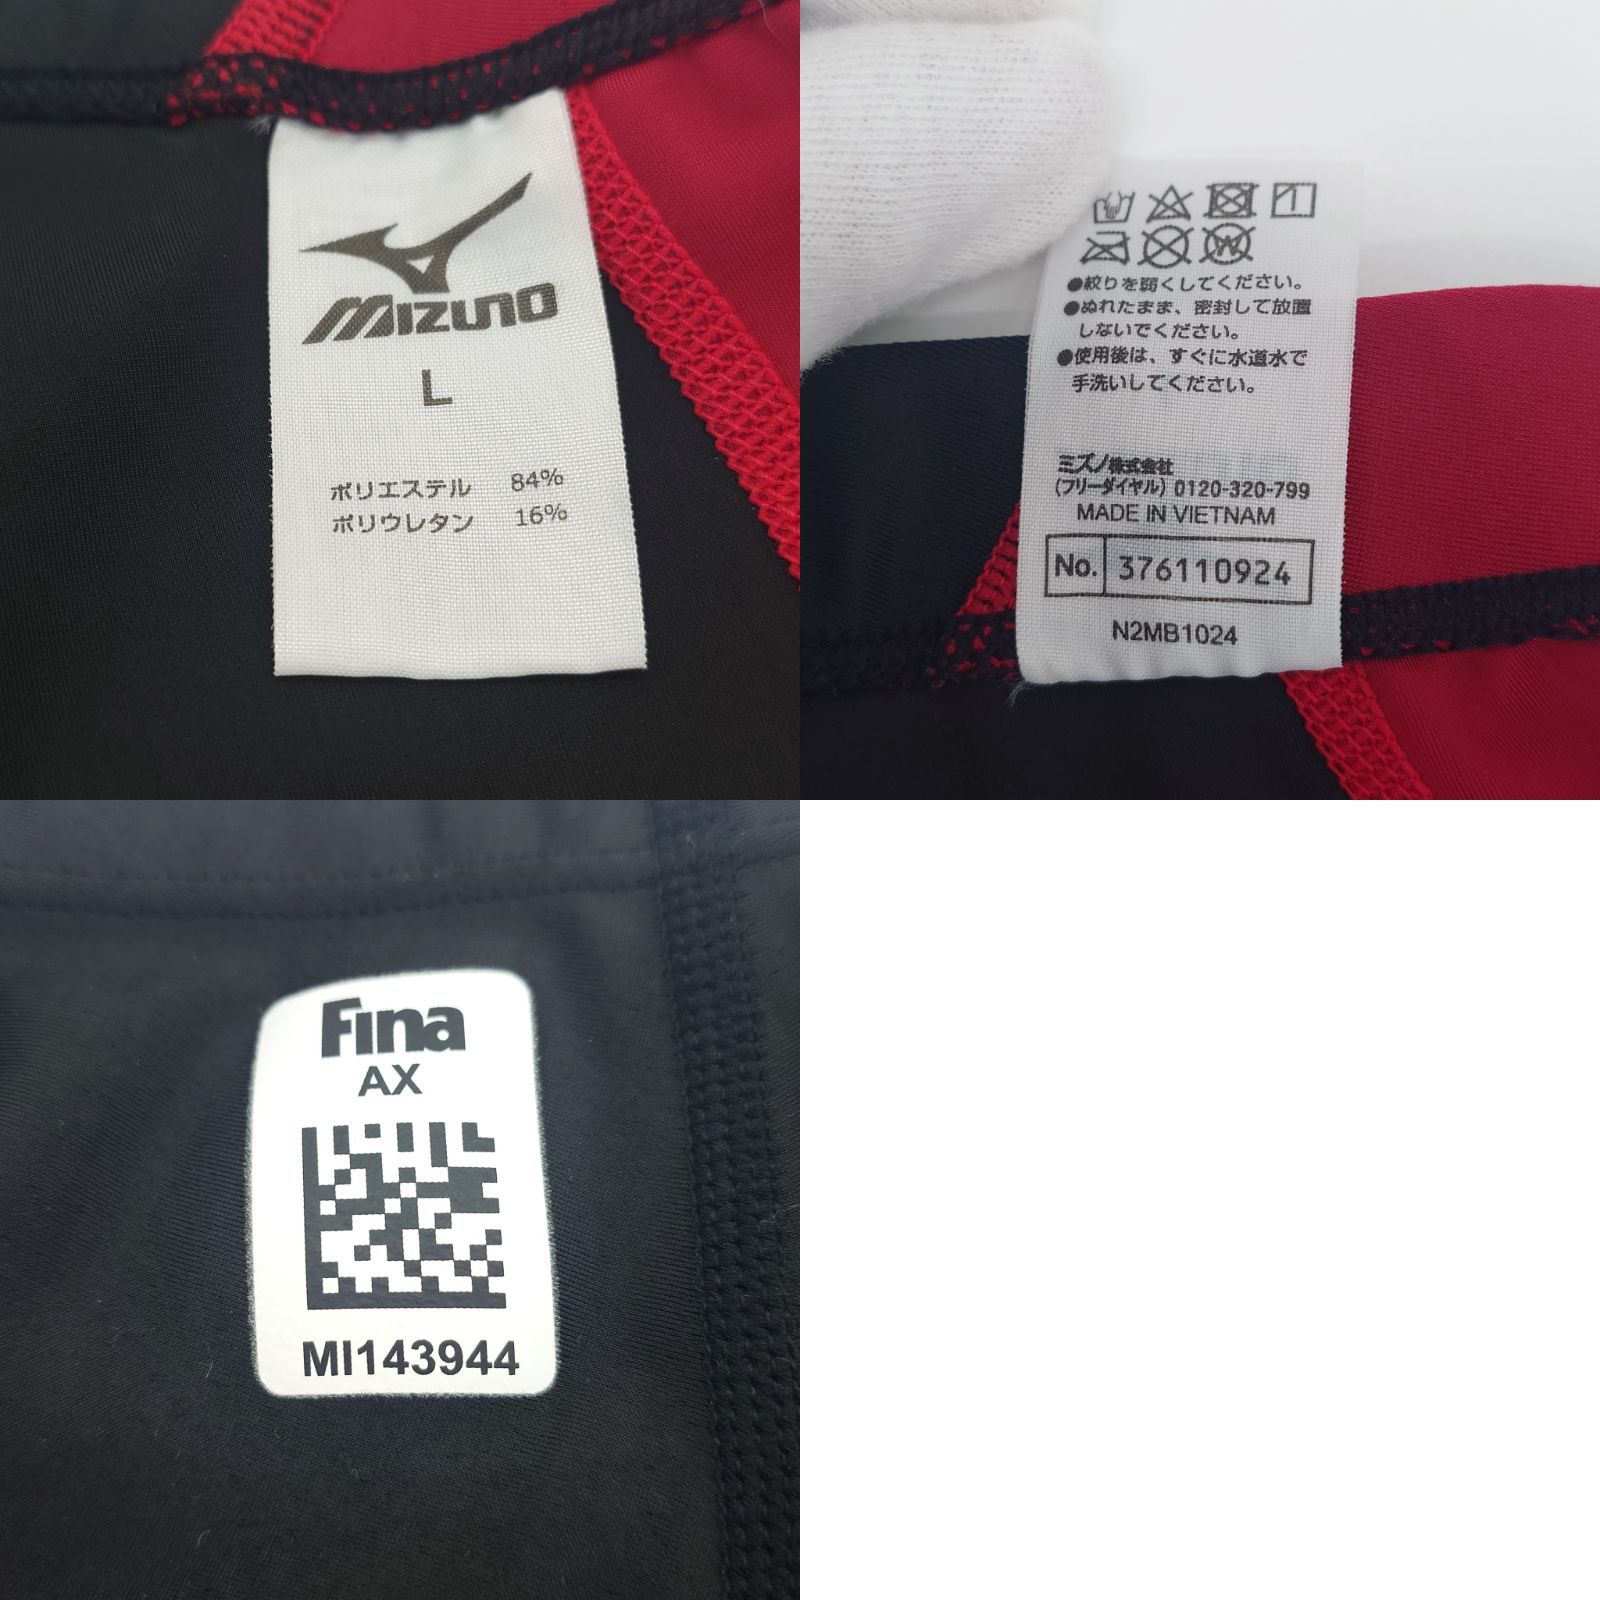 MIZUNO
L
ポリエステル 84%
ポリウレタン 16%
●絞りを弱くしてください。
●ぬれたまま、密封して放置
しないでください。
●使用後は、すぐに水道水で
手洗いしてください。
ミズノ株式会社
(フリーダイヤル) 0120-320-799
MADE IN VIETNAM
No. 376110924
N2MB1024
Fina
AX
MI143944